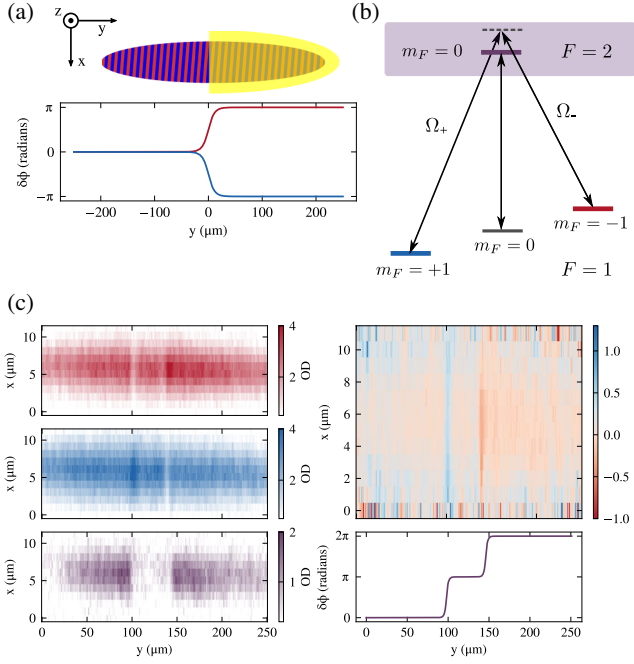 (a)
z
y
x
π
0
−π
δϕ (radians)
−200 −100 0 100 200
y (μm)
(b)
m_F = 0
F = 2
Ω₊
Ω₋
m_F = −1
m_F = 0
m_F = +1
F = 1
(c)
10
5
0
x (μm)
4
2
OD
10
5
0
x (μm)
4
2
OD
10
5
0
x (μm)
2
1
OD
0 50 100 150 200 250
y (μm)
10
8
6
4
2
0
x (μm)
1.0
0.5
0.0
−0.5
−1.0
2π
π
0
δϕ (radians)
0 50 100 150 200 250
y (μm)